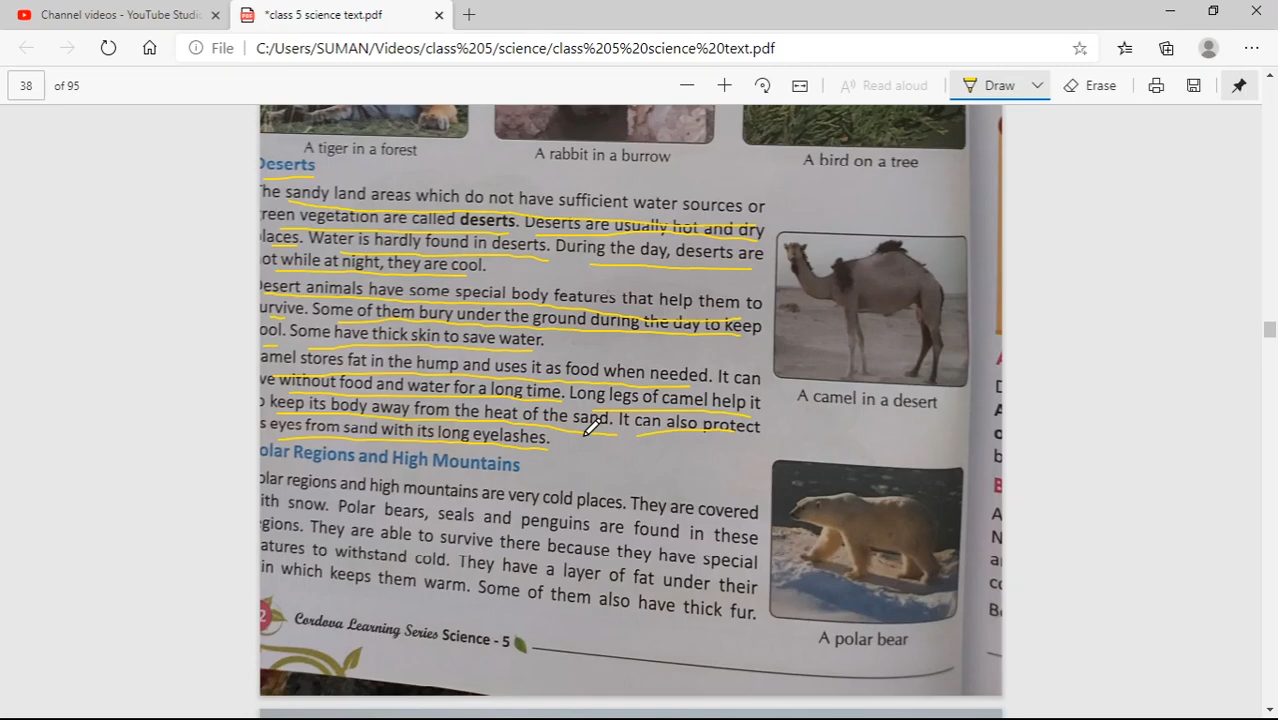 Channel videos - YouTube Studi
*class 5 science text.pdf
File C:/Users/SUMAN/Videos/class%205/science/class%205%20science%20text.pdf
38 of 95 Read aloud Draw Erase
A tiger in a forest
A rabbit in a burrow
A bird on a tree
Deserts
The sandy land areas which do not have sufficient water sources or
reen vegetation are called deserts. Deserts are usually hot and dry
laces. Water is hardly found in deserts. During the day, deserts are
ot while at night, they are cool.
Desert animals have some special body features that help them to
urvive. Some of them bury under the ground during the day to keep
ool. Some have thick skin to save water.
amel stores fat in the hump and uses it as food when needed. It can
ve without food and water for a long time. Long legs of camel help it
o keep its body away from the heat of the sand. It can also protect
s eyes from sand with its long eyelashes.
A camel in a desert
olar Regions and High Mountains
olar regions and high mountains are very cold places. They are covered
ith snow. Polar bears, seals and penguins are found in these
egions. They are able to survive there because they have special
atures to withstand cold. They have a layer of fat under their
in which keeps them warm. Some of them also have thick fur.
A polar bear
2 Cordova Learning Series Science - 5